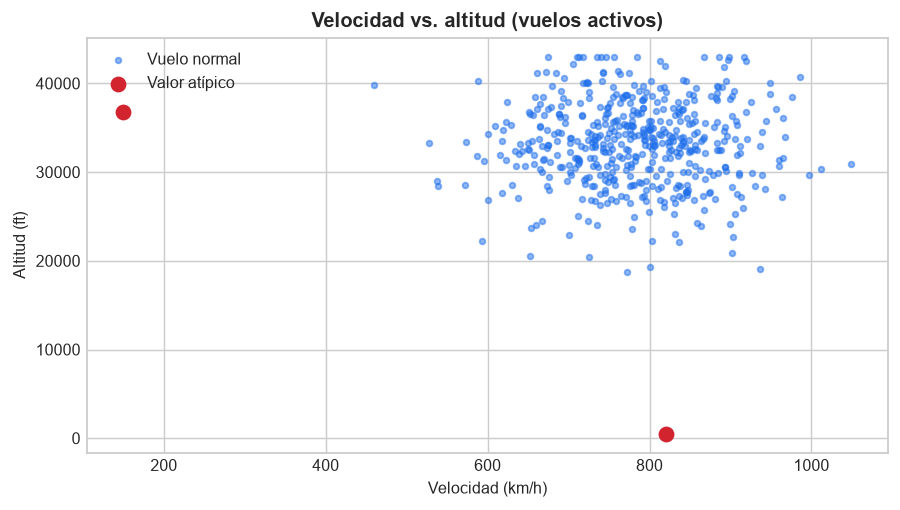 Velocidad vs. altitud (vuelos activos)
Vuelo normal
Valor atípico
Altitud (ft)
40000
30000
20000
10000
0
200 400 600 800 1000
Velocidad (km/h)